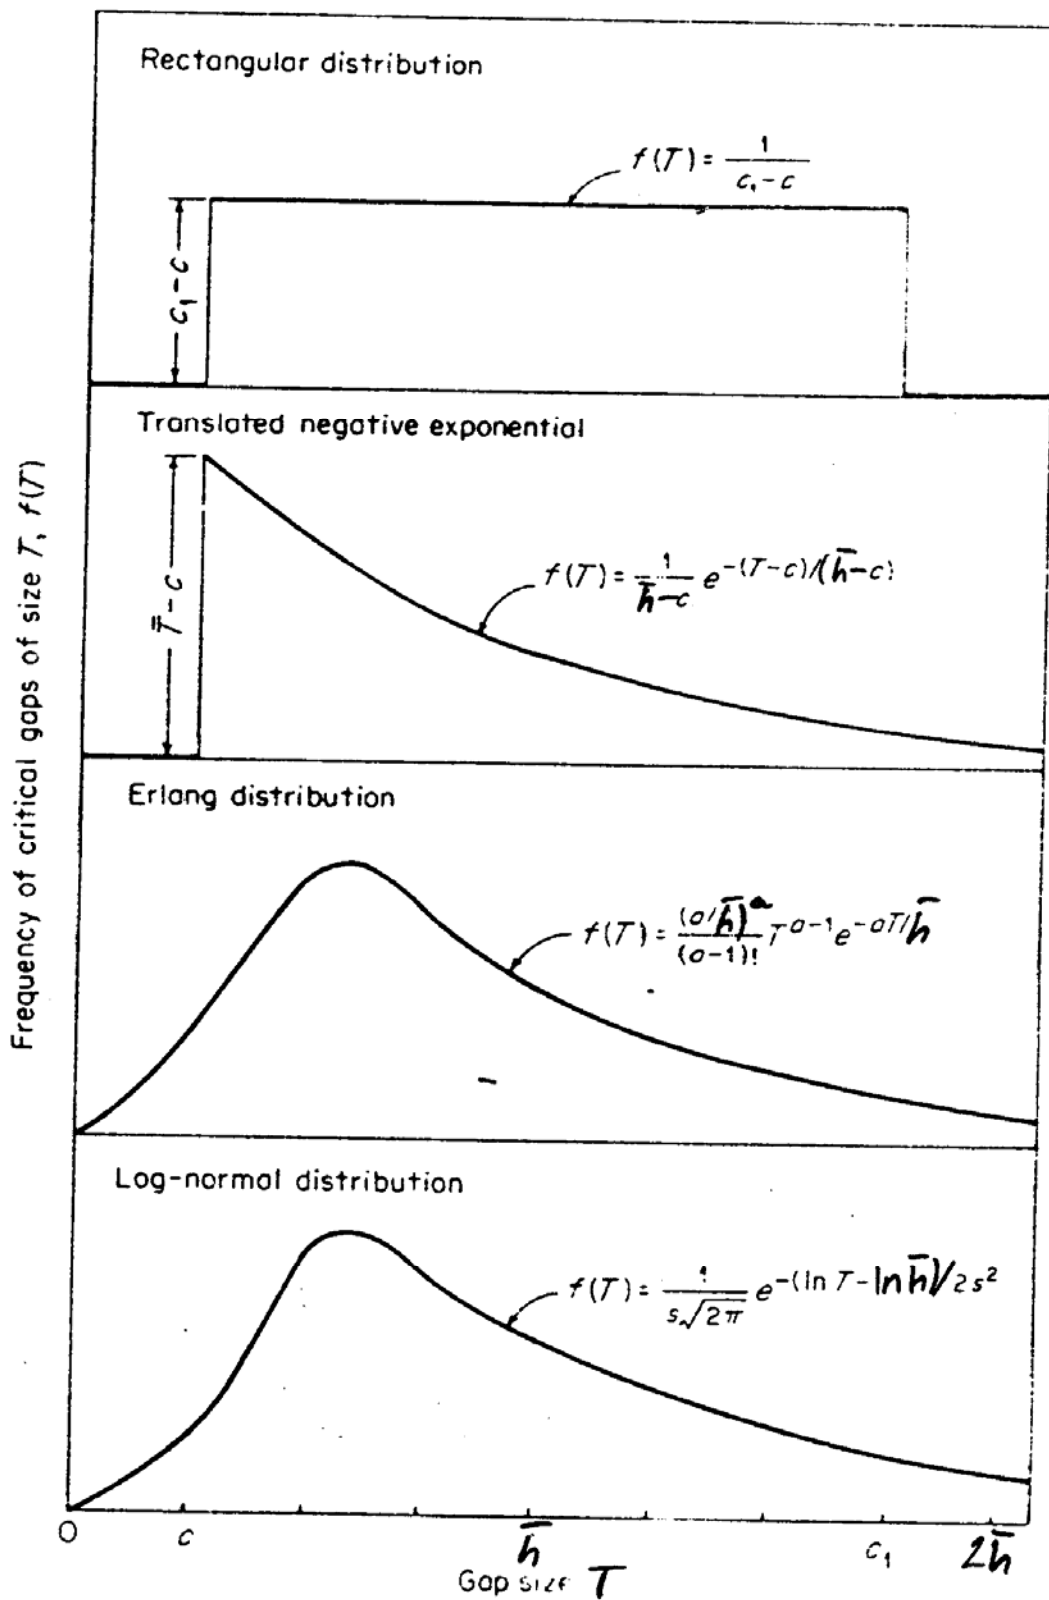 Rectangular distribution
f(T) = 1 / (c₁ - c)
c₁ - c
Translated negative exponential
T̄ - c
f(T) = 1 / (h̄ - c) e^-(T-c)/(h̄-c)
Erlang distribution
f(T) = (a/h̄)^a / (a-1)! T^a-1 e^-aT/h̄
Log-normal distribution
f(T) = 1 / (s√2π) e^-(ln T - ln h̄)/2s²
Frequency of critical gaps of size T, f(T)
0 c h̄ c₁ 2h̄
Gap size T